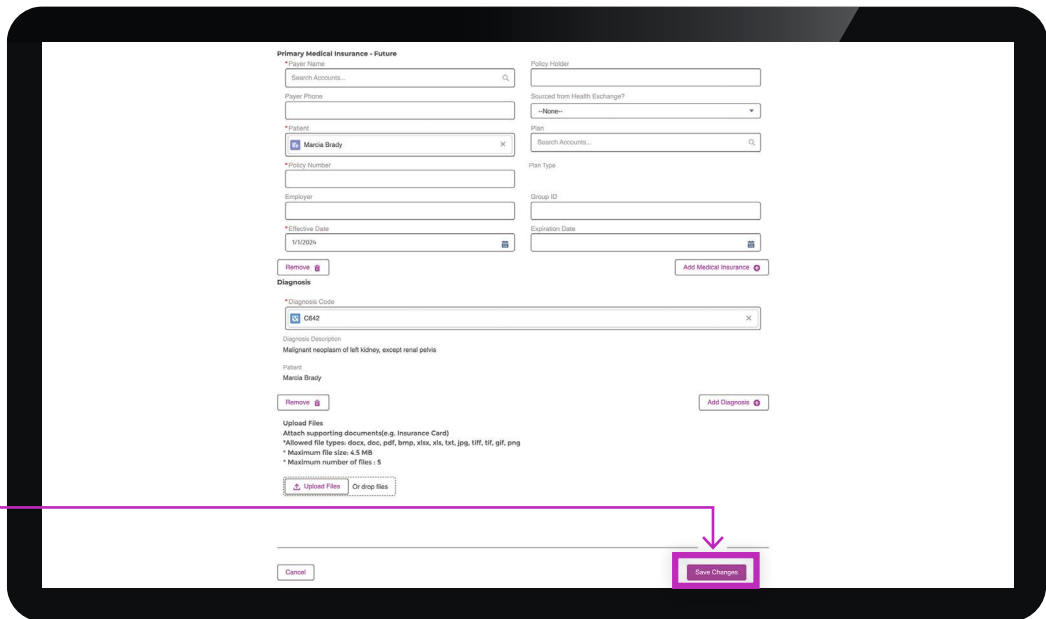 Primary Medical Insurance - Future
*Payer Name
Search Accounts...
Policy Holder
Payer Phone
Sourced from Health Exchange?
--None--
*Patient
Marcia Brady
Plan
Search Accounts...
*Policy Number
Plan Type
Employer
Group ID
*Effective Date
1/1/2024
Expiration Date
Remove
Add Medical Insurance
Diagnosis
*Diagnosis Code
C642
Diagnosis Description
Malignant neoplasm of left kidney, except renal pelvis
Patient
Marcia Brady
Remove
Add Diagnosis
Upload Files
Attach supporting documents(e.g. Insurance Card)
*Allowed file types: docx, doc, pdf, bmp, xlsx, xls, txt, jpg, tiff, tif, gif, png
* Maximum file size: 4.5 MB
* Maximum number of files : 5
Upload Files
Or drop files
Cancel
Save Changes